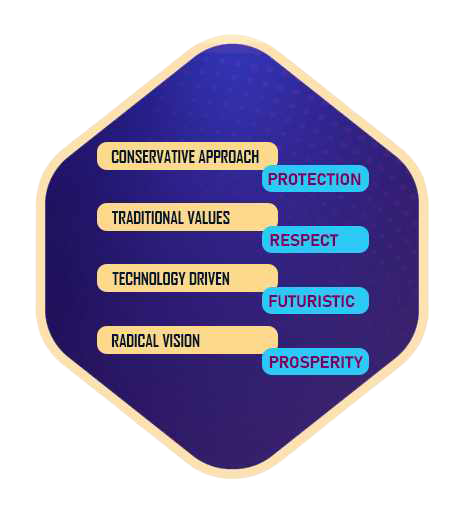 CONSERVATIVE APPROACH
PROTECTION
TRADITIONAL VALUES
RESPECT
TECHNOLOGY DRIVEN
FUTURISTIC
RADICAL VISION
PROSPERITY